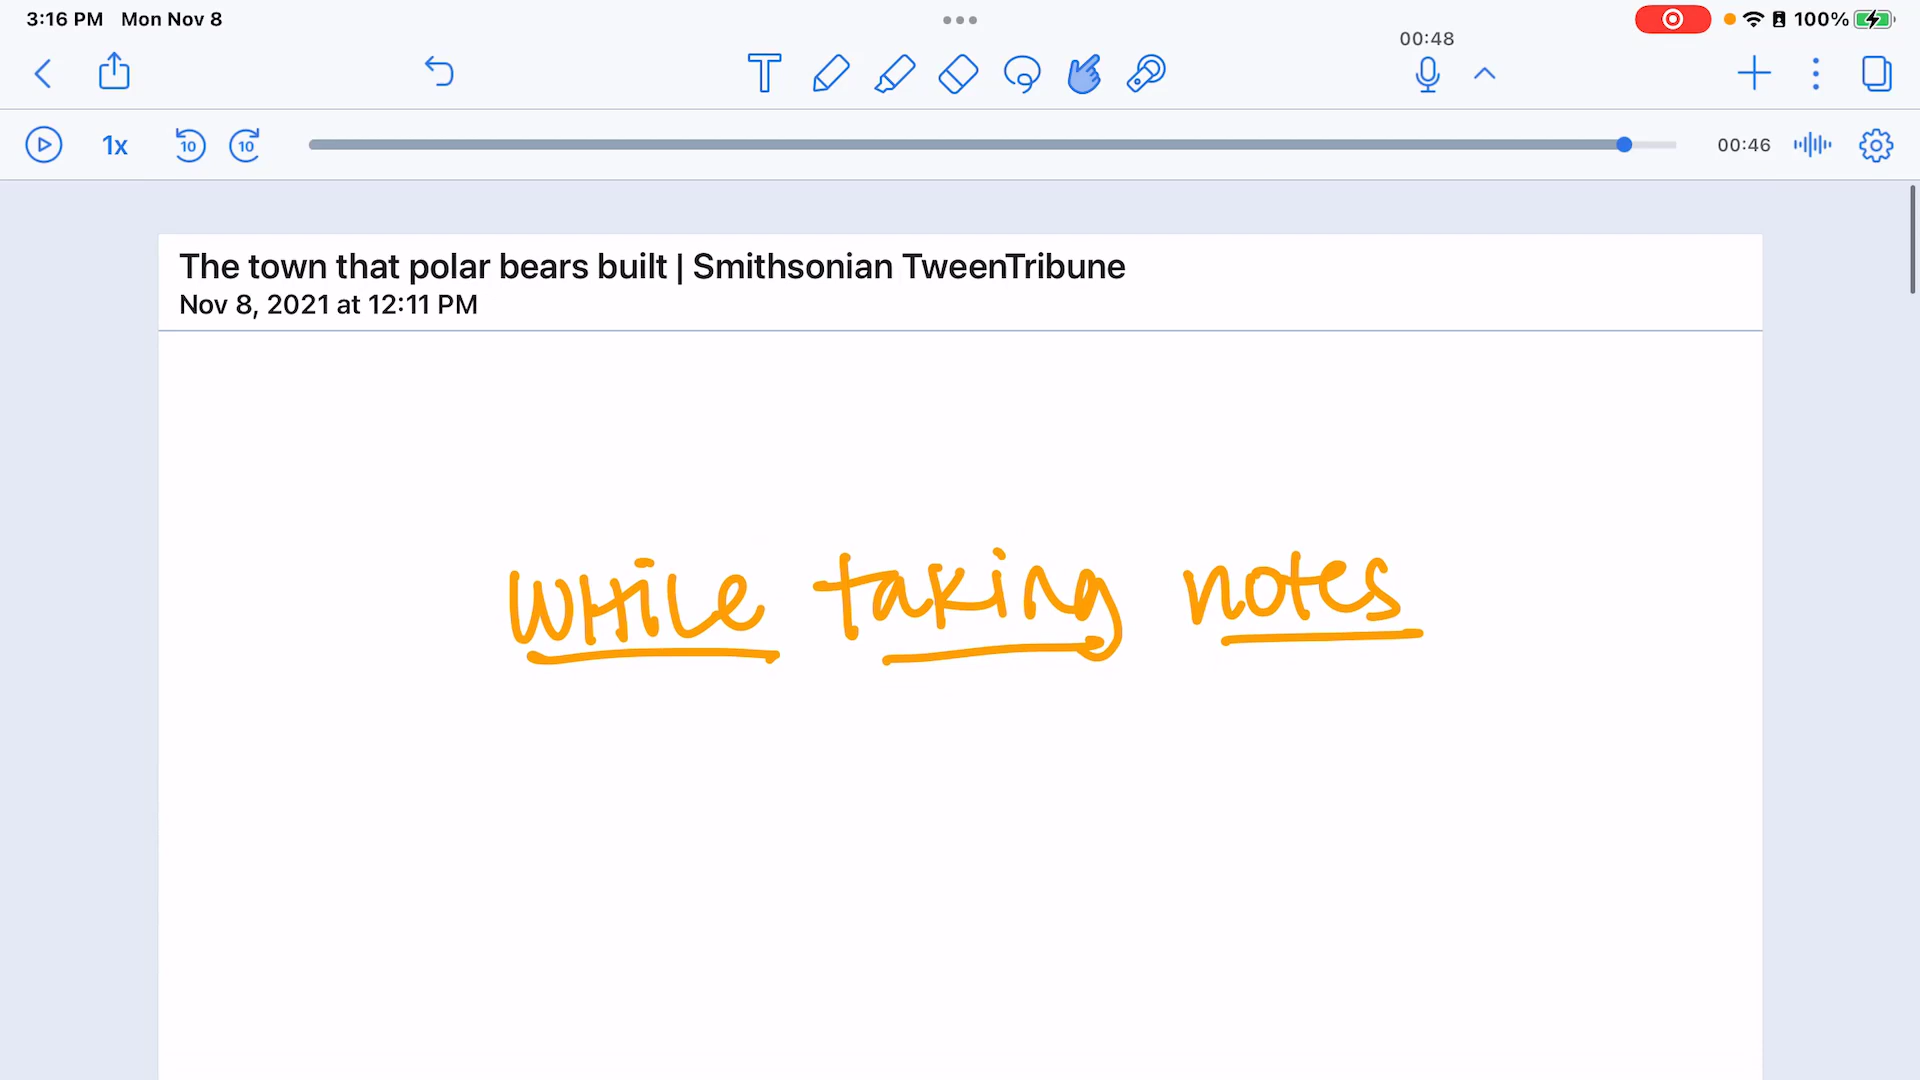 3:16 PM Mon Nov 8
100%
00:48
1x
10
10
00:46
The town that polar bears built | Smithsonian TweenTribune
Nov 8, 2021 at 12:11 PM
WHiLe taking notes